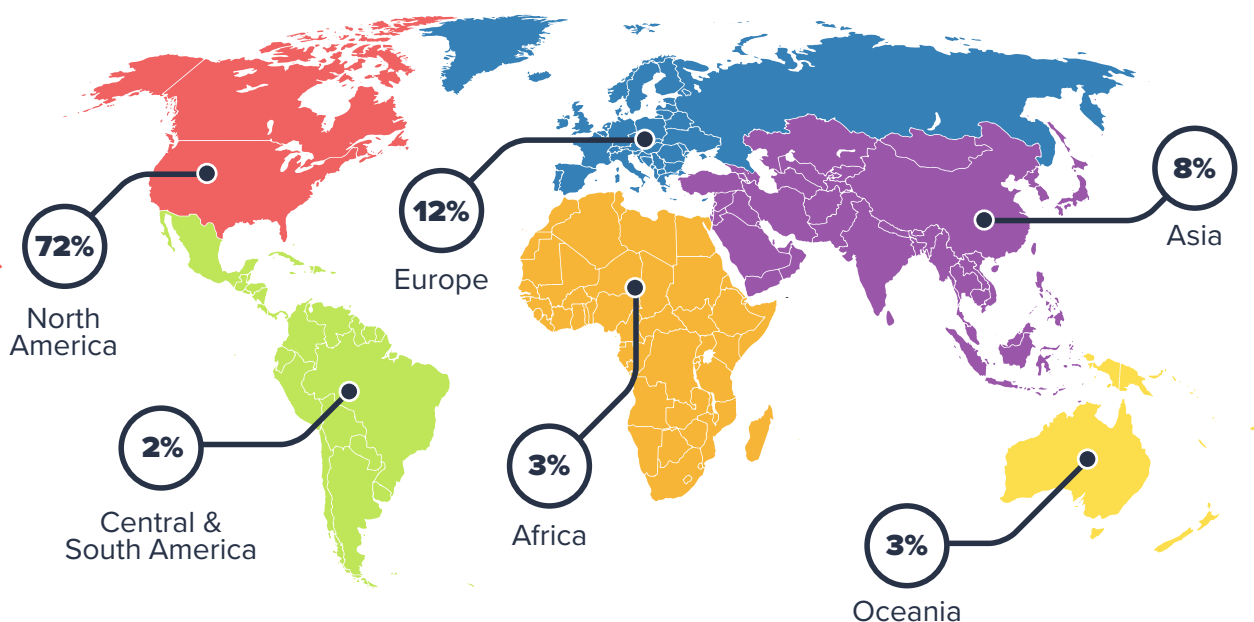 72%
North
America
12%
Europe
8%
Asia
2%
Central &
South America
3%
Africa
3%
Oceania